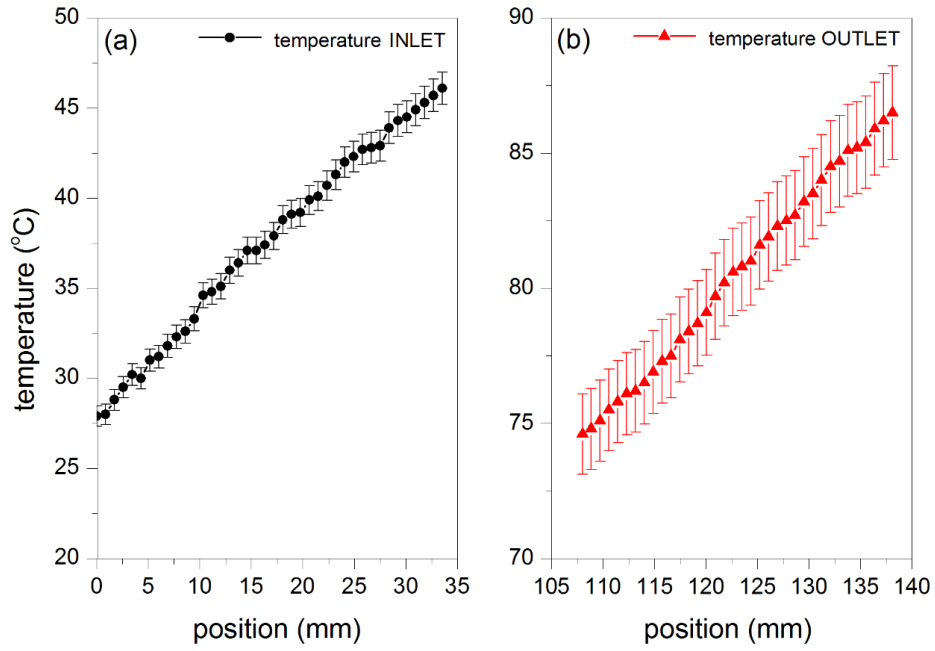 (a)
temperature INLET
50
45
40
35
30
25
20
temperature (°C)
0 5 10 15 20 25 30 35
position (mm)
(b)
temperature OUTLET
90
85
80
75
70
105 110 115 120 125 130 135 140
position (mm)